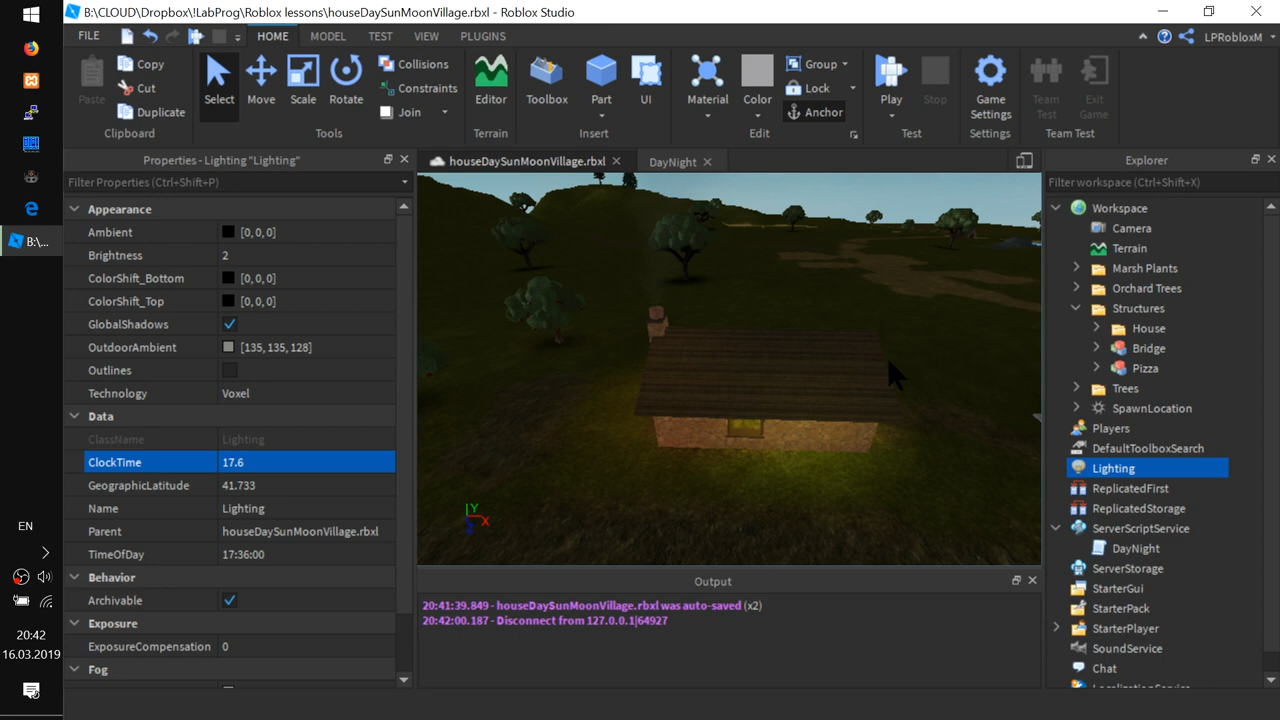 B:\CLOUD\Dropbox\!LabProg\Roblox lessons\houseDaySunMoonVillage.rbxl - Roblox Studio
FILE HOME MODEL TEST VIEW PLUGINS LPRobloxM
Paste Copy Cut Duplicate
Clipboard
Select Move Scale Rotate Collisions Constraints Join
Tools
Editor
Terrain
Toolbox Part UI
Insert
Material Color Group Lock Anchor
Edit
Play Stop
Test
Game Settings
Settings
Team Test Exit Game
Team Test
B:\...
EN
20:42
16.03.2019
Properties - Lighting "Lighting"
Filter Properties (Ctrl+Shift+P)
Appearance
Ambient [0, 0, 0]
Brightness 2
ColorShift_Bottom [0, 0, 0]
ColorShift_Top [0, 0, 0]
GlobalShadows
OutdoorAmbient [135, 135, 128]
Outlines
Technology Voxel
Data
ClassName Lighting
ClockTime 17.6
GeographicLatitude 41.733
Name Lighting
Parent houseDaySunMoonVillage.rbxl
TimeOfDay 17:36:00
Behavior
Archivable
Exposure
ExposureCompensation 0
Fog
houseDaySunMoonVillage.rbxl DayNight
Y
X
Z
Output
20:41:39.849 - houseDaySunMoonVillage.rbxl was auto-saved (x2)
20:42:00.187 - Disconnect from 127.0.0.1|64927
Explorer
Filter workspace (Ctrl+Shift+X)
Workspace
Camera
Terrain
Marsh Plants
Orchard Trees
Structures
House
Bridge
Pizza
Trees
SpawnLocation
Players
DefaultToolboxSearch
Lighting
ReplicatedFirst
ReplicatedStorage
ServerScriptService
DayNight
ServerStorage
StarterGui
StarterPack
StarterPlayer
SoundService
Chat
LocalizationService